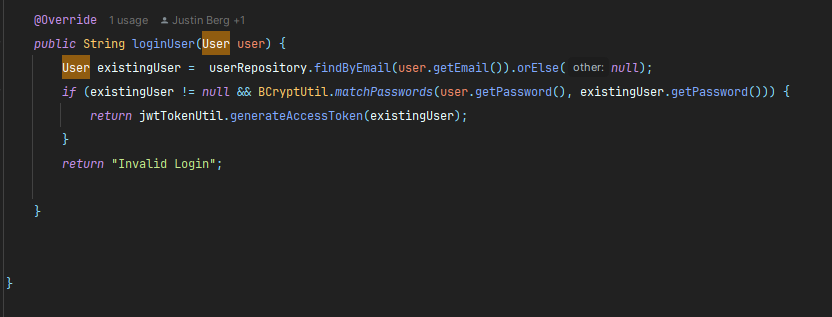 @Override 1 usage Justin Berg +1
public String loginUser(User user) {
User existingUser = userRepository.findByEmail(user.getEmail()).orElse( other: null);
if (existingUser != null && BCryptUtil.matchPasswords(user.getPassword(), existingUser.getPassword())) {
return jwtTokenUtil.generateAccessToken(existingUser);
}
return "Invalid Login";
}
}